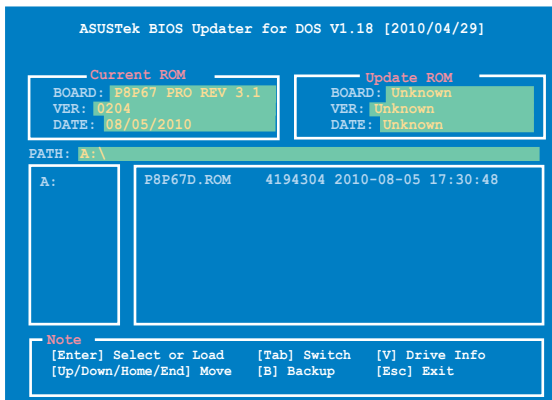 ASUSTek BIOS Updater for DOS V1.18 [2010/04/29]
Current ROM
BOARD: P8P67 PRO REV 3.1
VER: 0204
DATE: 08/05/2010
Update ROM
BOARD: Unknown
VER: Unknown
DATE: Unknown
PATH: A:\
A:
P8P67D.ROM 4194304 2010-08-05 17:30:48
Note
[Enter] Select or Load [Tab] Switch [V] Drive Info
[Up/Down/Home/End] Move [B] Backup [Esc] Exit